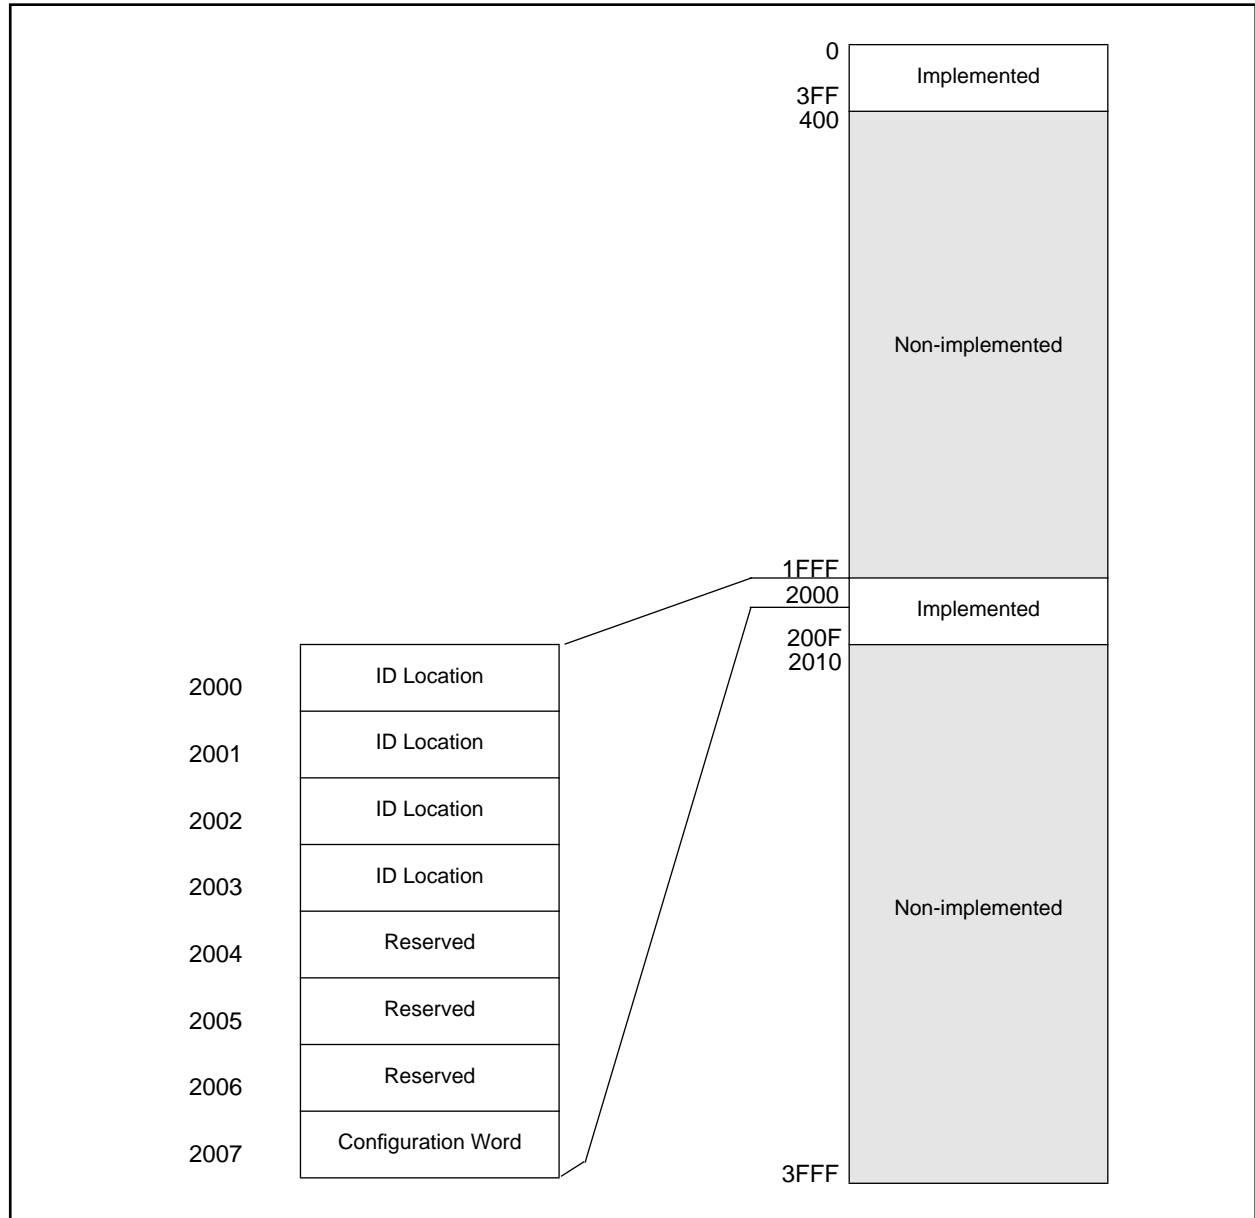 0
Implemented
3FF
400
Non-implemented
1FFF
2000
Implemented
200F
2010
Non-implemented
3FFF
2000 ID Location
2001 ID Location
2002 ID Location
2003 ID Location
2004 Reserved
2005 Reserved
2006 Reserved
2007 Configuration Word